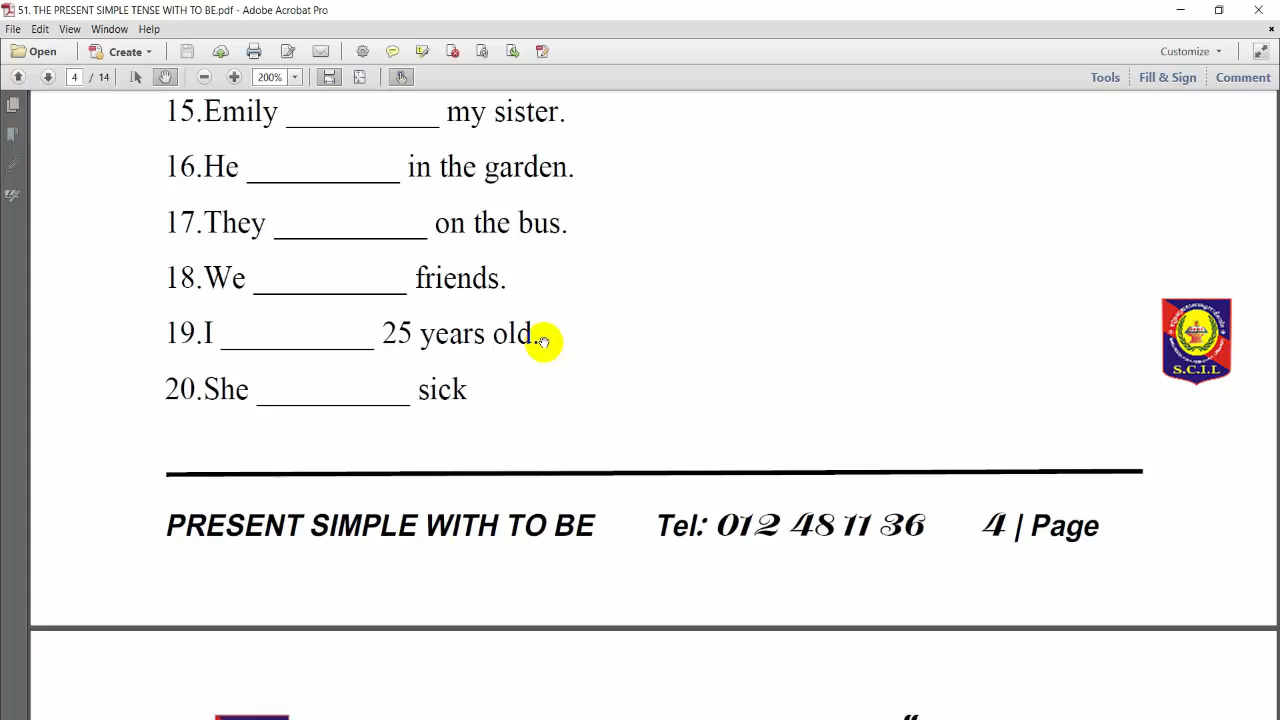 51. THE PRESENT SIMPLE TENSE WITH TO BE.pdf - Adobe Acrobat Pro
File Edit View Window Help
Open Create Customize
4 / 14 200% Tools Fill & Sign Comment
15.Emily __________ my sister.
16.He __________ in the garden.
17.They __________ on the bus.
18.We __________ friends.
19.I __________ 25 years old.
20.She __________ sick
S.C.I.L
PRESENT SIMPLE WITH TO BE Tel: 012 48 11 36 4 | Page
“